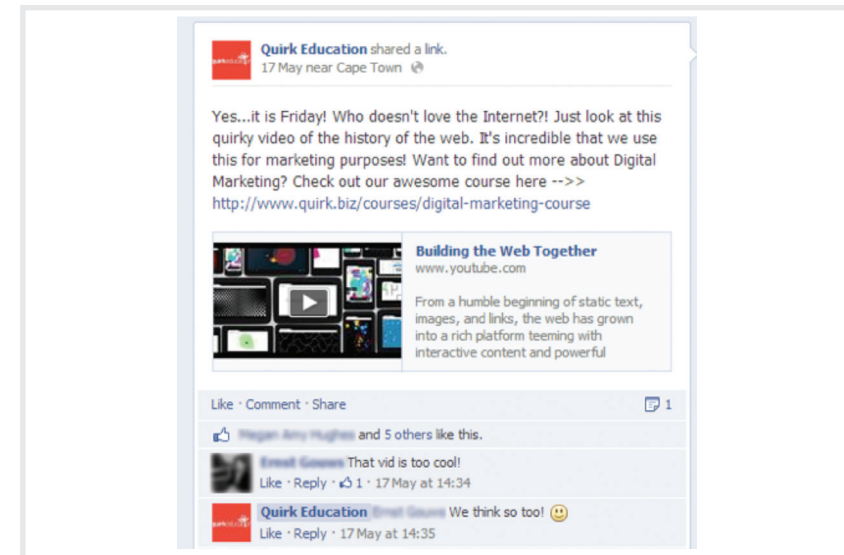 Quirk Education shared a link.
17 May near Cape Town
Yes...it is Friday! Who doesn't love the Internet?! Just look at this
quirky video of the history of the web. It's incredible that we use
this for marketing purposes! Want to find out more about Digital
Marketing? Check out our awesome course here -->>
http://www.quirk.biz/courses/digital-marketing-course
Building the Web Together
www.youtube.com
From a humble beginning of static text,
images, and links, the web has grown
into a rich platform teeming with
interactive content and powerful
Like · Comment · Share 1
and 5 others like this.
That vid is too cool!
Like · Reply · 1 · 17 May at 14:34
Quirk Education We think so too!
Like · Reply · 17 May at 14:35